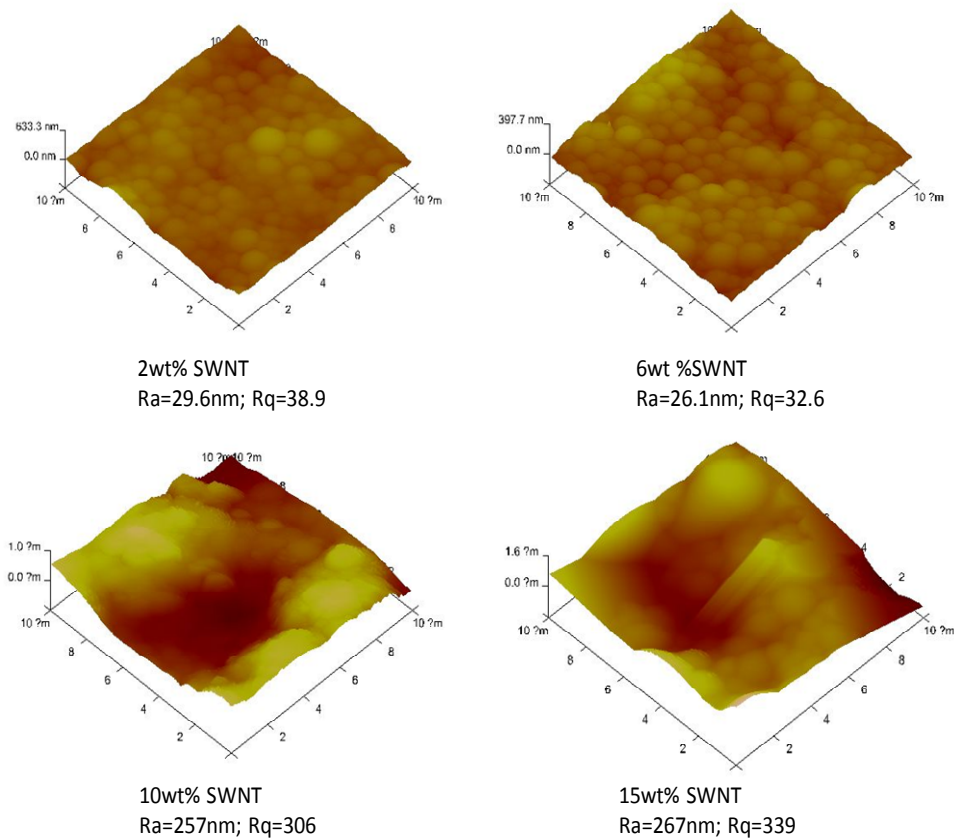 10 ?m
633.3 nm
0.0 nm
10 ?m
10 ?m
8
6
6
6
4
4
2
2
397.7 nm
0.0 nm
10 ?m
10 ?m
8
8
6
6
4
4
2
2
2wt% SWNT
Ra=29.6nm; Rq=38.9
6wt %SWNT
Ra=26.1nm; Rq=32.6
10 ?m 10 ?m
8
1.0 ?m
0.0 ?m
10 ?m
10 ?m
8
8
6
6
4
4
2
2
4
2
1.6 ?m
0.0 ?m
10 ?m
10 ?m
8
8
6
6
4
4
2
2
10wt% SWNT
Ra=257nm; Rq=306
15wt% SWNT
Ra=267nm; Rq=339